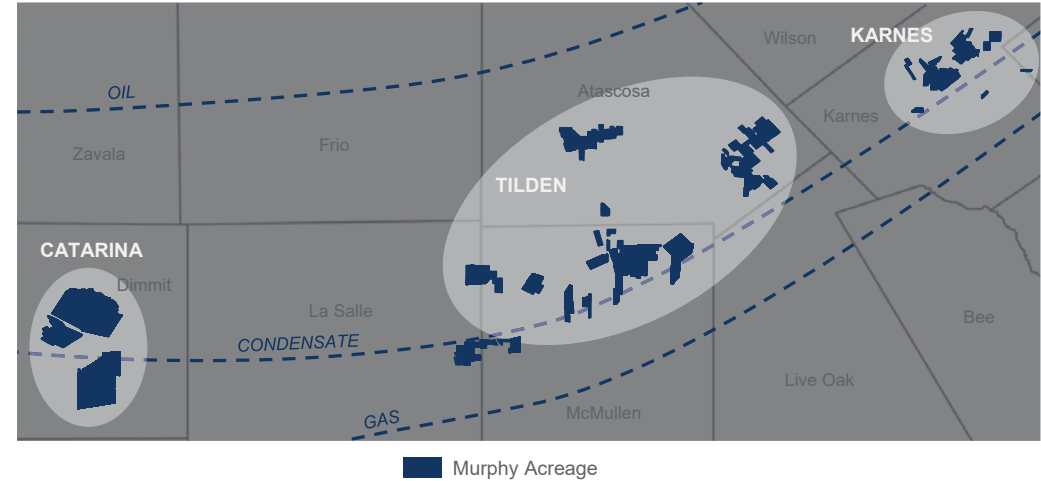 Wilson
KARNES
OIL
Atascosa
Karnes
Zavala
Frio
TILDEN
CATARINA
Dimmit
La Salle
Bee
CONDENSATE
Live Oak
GAS
McMullen
Murphy Acreage